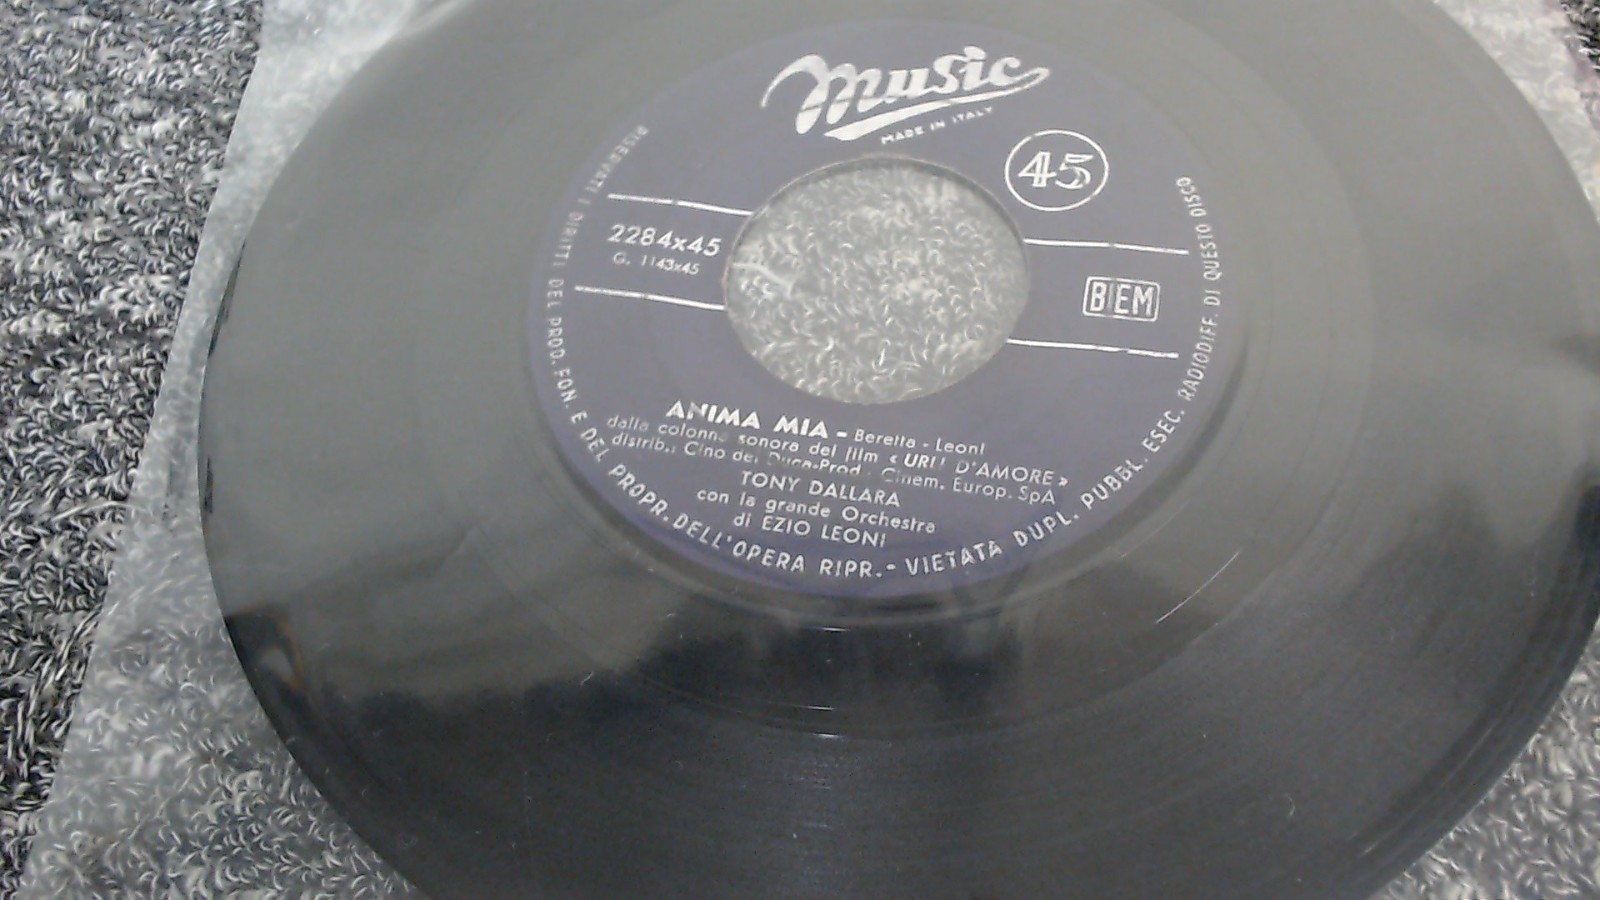 Music
MADE IN ITALY
45
2284x45
G. 1143x45
BIEM
ANIMA MIA - Beretta - Leoni
dalla colonna sonora del film « URLI D'AMORE »
distrib.: Cino del Duca-Prod.: Cinem. Europ. SpA
TONY DALLARA
con la grande Orchestra
di EZIO LEONI
RISERVATI I DIRITTI DEL PROD. FON. E DEL PROPR. DELL'OPERA RIPR. - VIETATA DUPL. PUBBL. ESEC. RADIODIFF. DI QUESTO DISCO